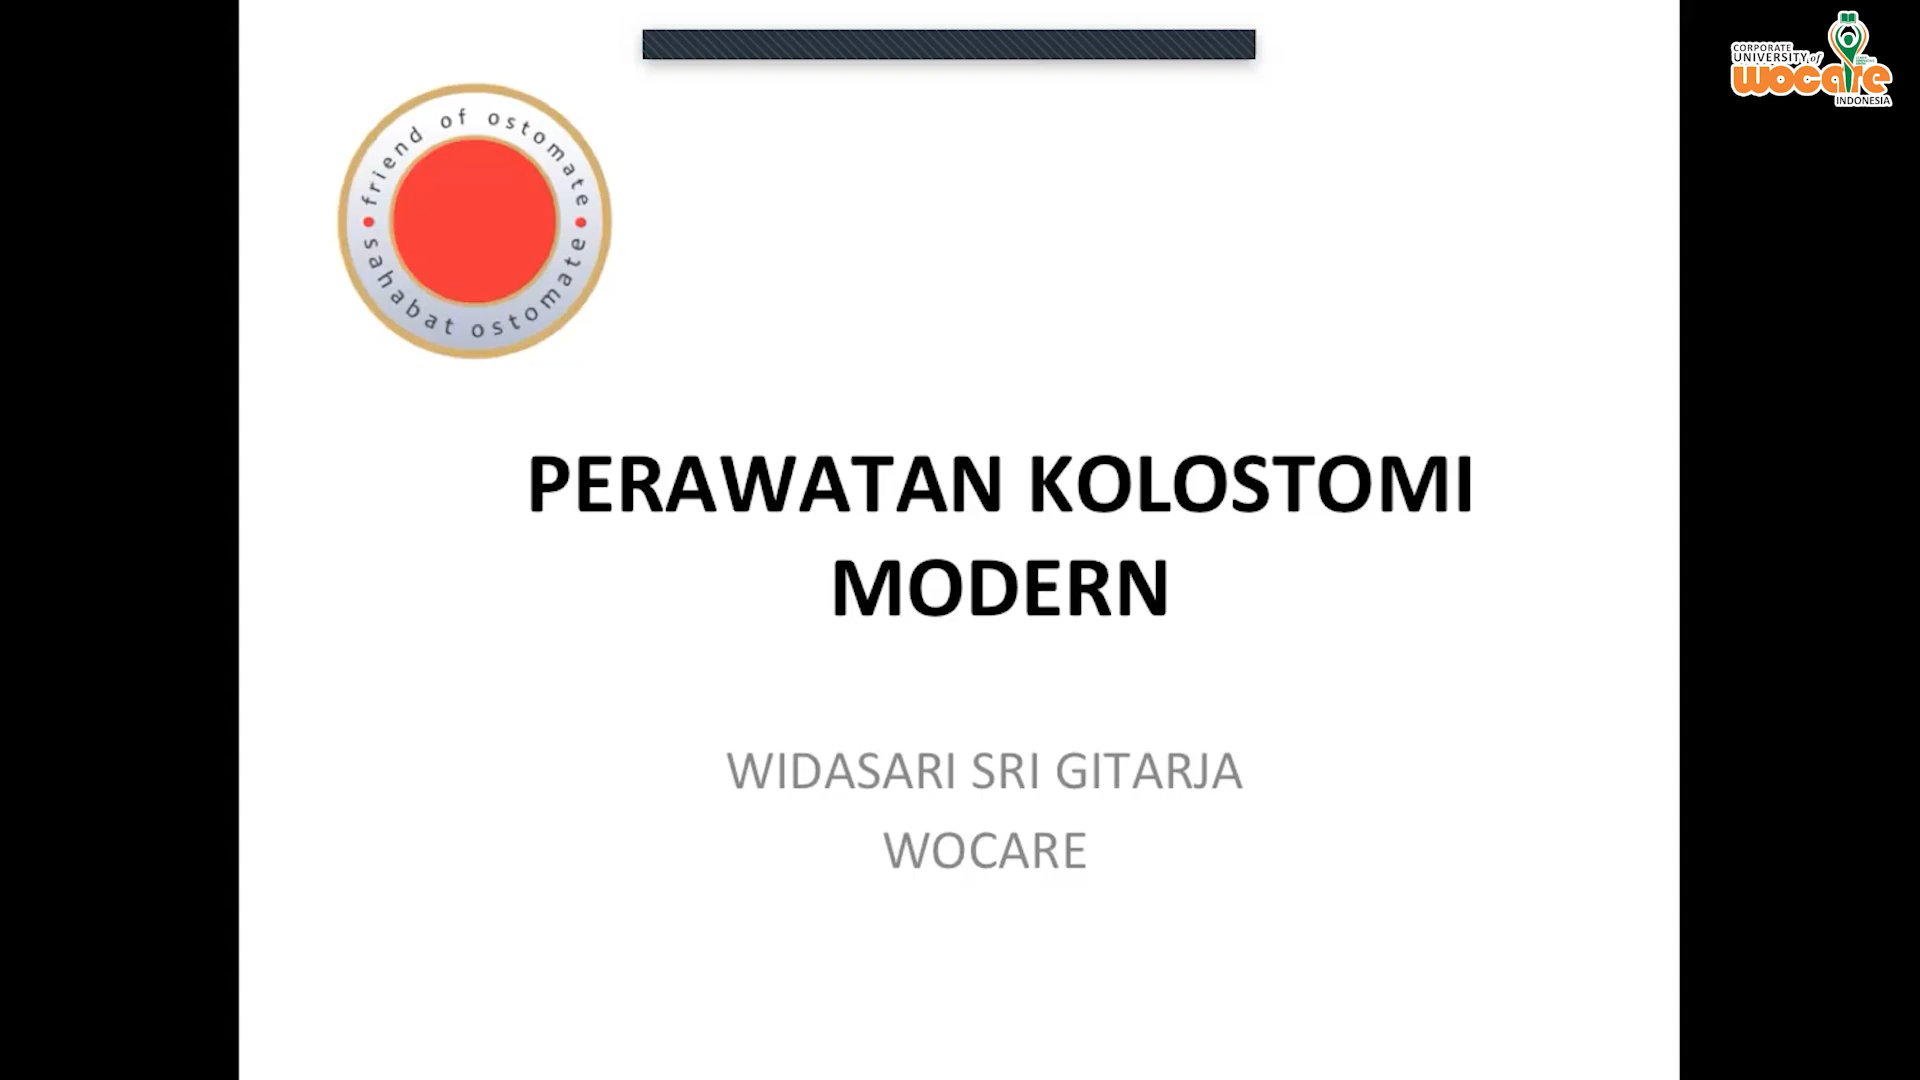 friend of ostomate
sahabat ostomate
CORPORATE
UNIVERSITY of
wocare
INDONESIA
PERAWATAN KOLOSTOMI
MODERN
WIDASARI SRI GITARJA
WOCARE